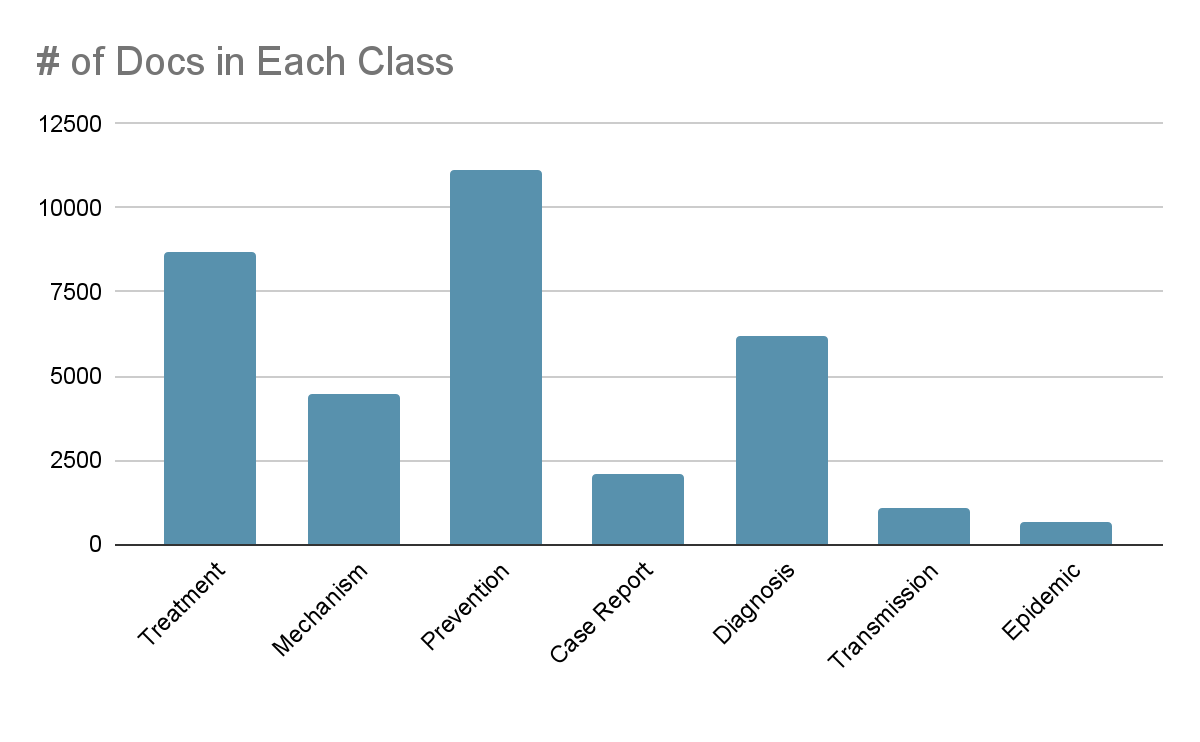 # of Docs in Each Class
12500
10000
7500
5000
2500
0
Treatment
Mechanism
Prevention
Case Report
Diagnosis
Transmission
Epidemic